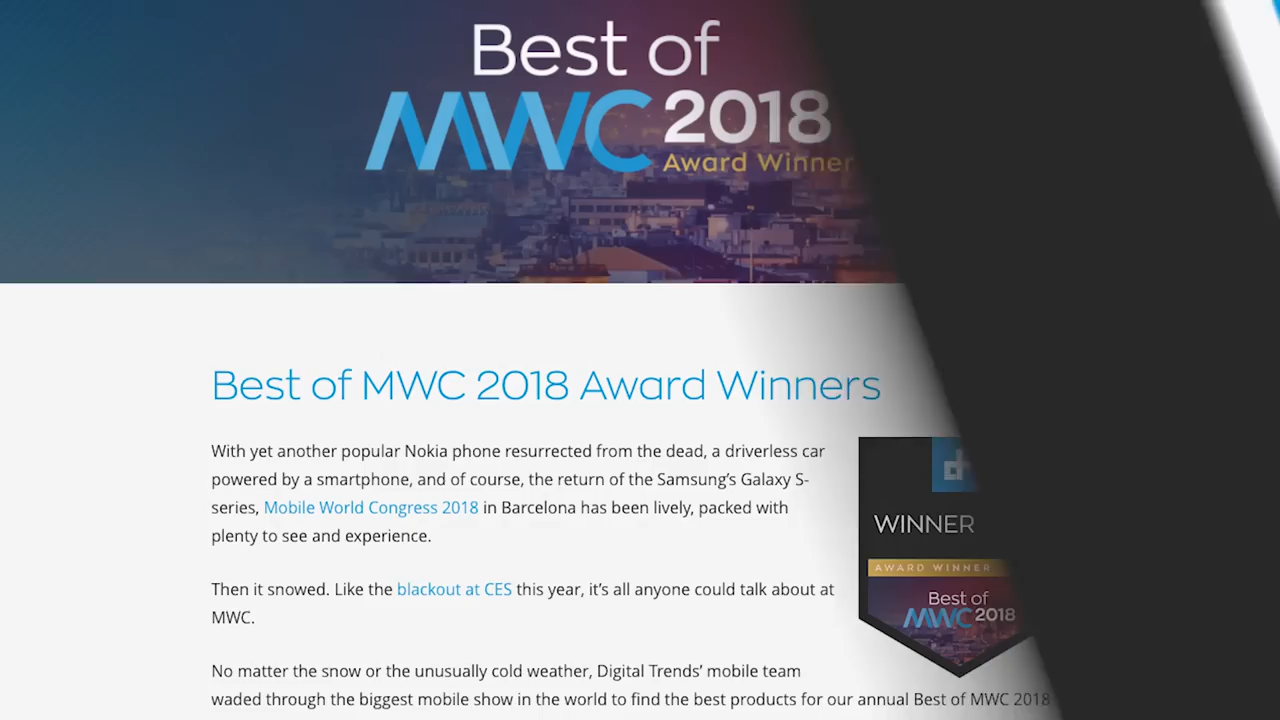 Best of
MWC 2018
Award Winner
Best of MWC 2018 Award Winners
With yet another popular Nokia phone resurrected from the dead, a driverless car
powered by a smartphone, and of course, the return of the Samsung’s Galaxy S-
series, Mobile World Congress 2018 in Barcelona has been lively, packed with
plenty to see and experience.
Then it snowed. Like the blackout at CES this year, it’s all anyone could talk about at
MWC.
No matter the snow or the unusually cold weather, Digital Trends’ mobile team
waded through the biggest mobile show in the world to find the best products for our annual Best of MWC 2018
dt
WINNER
AWARD WINNER
Best of
MWC 2018